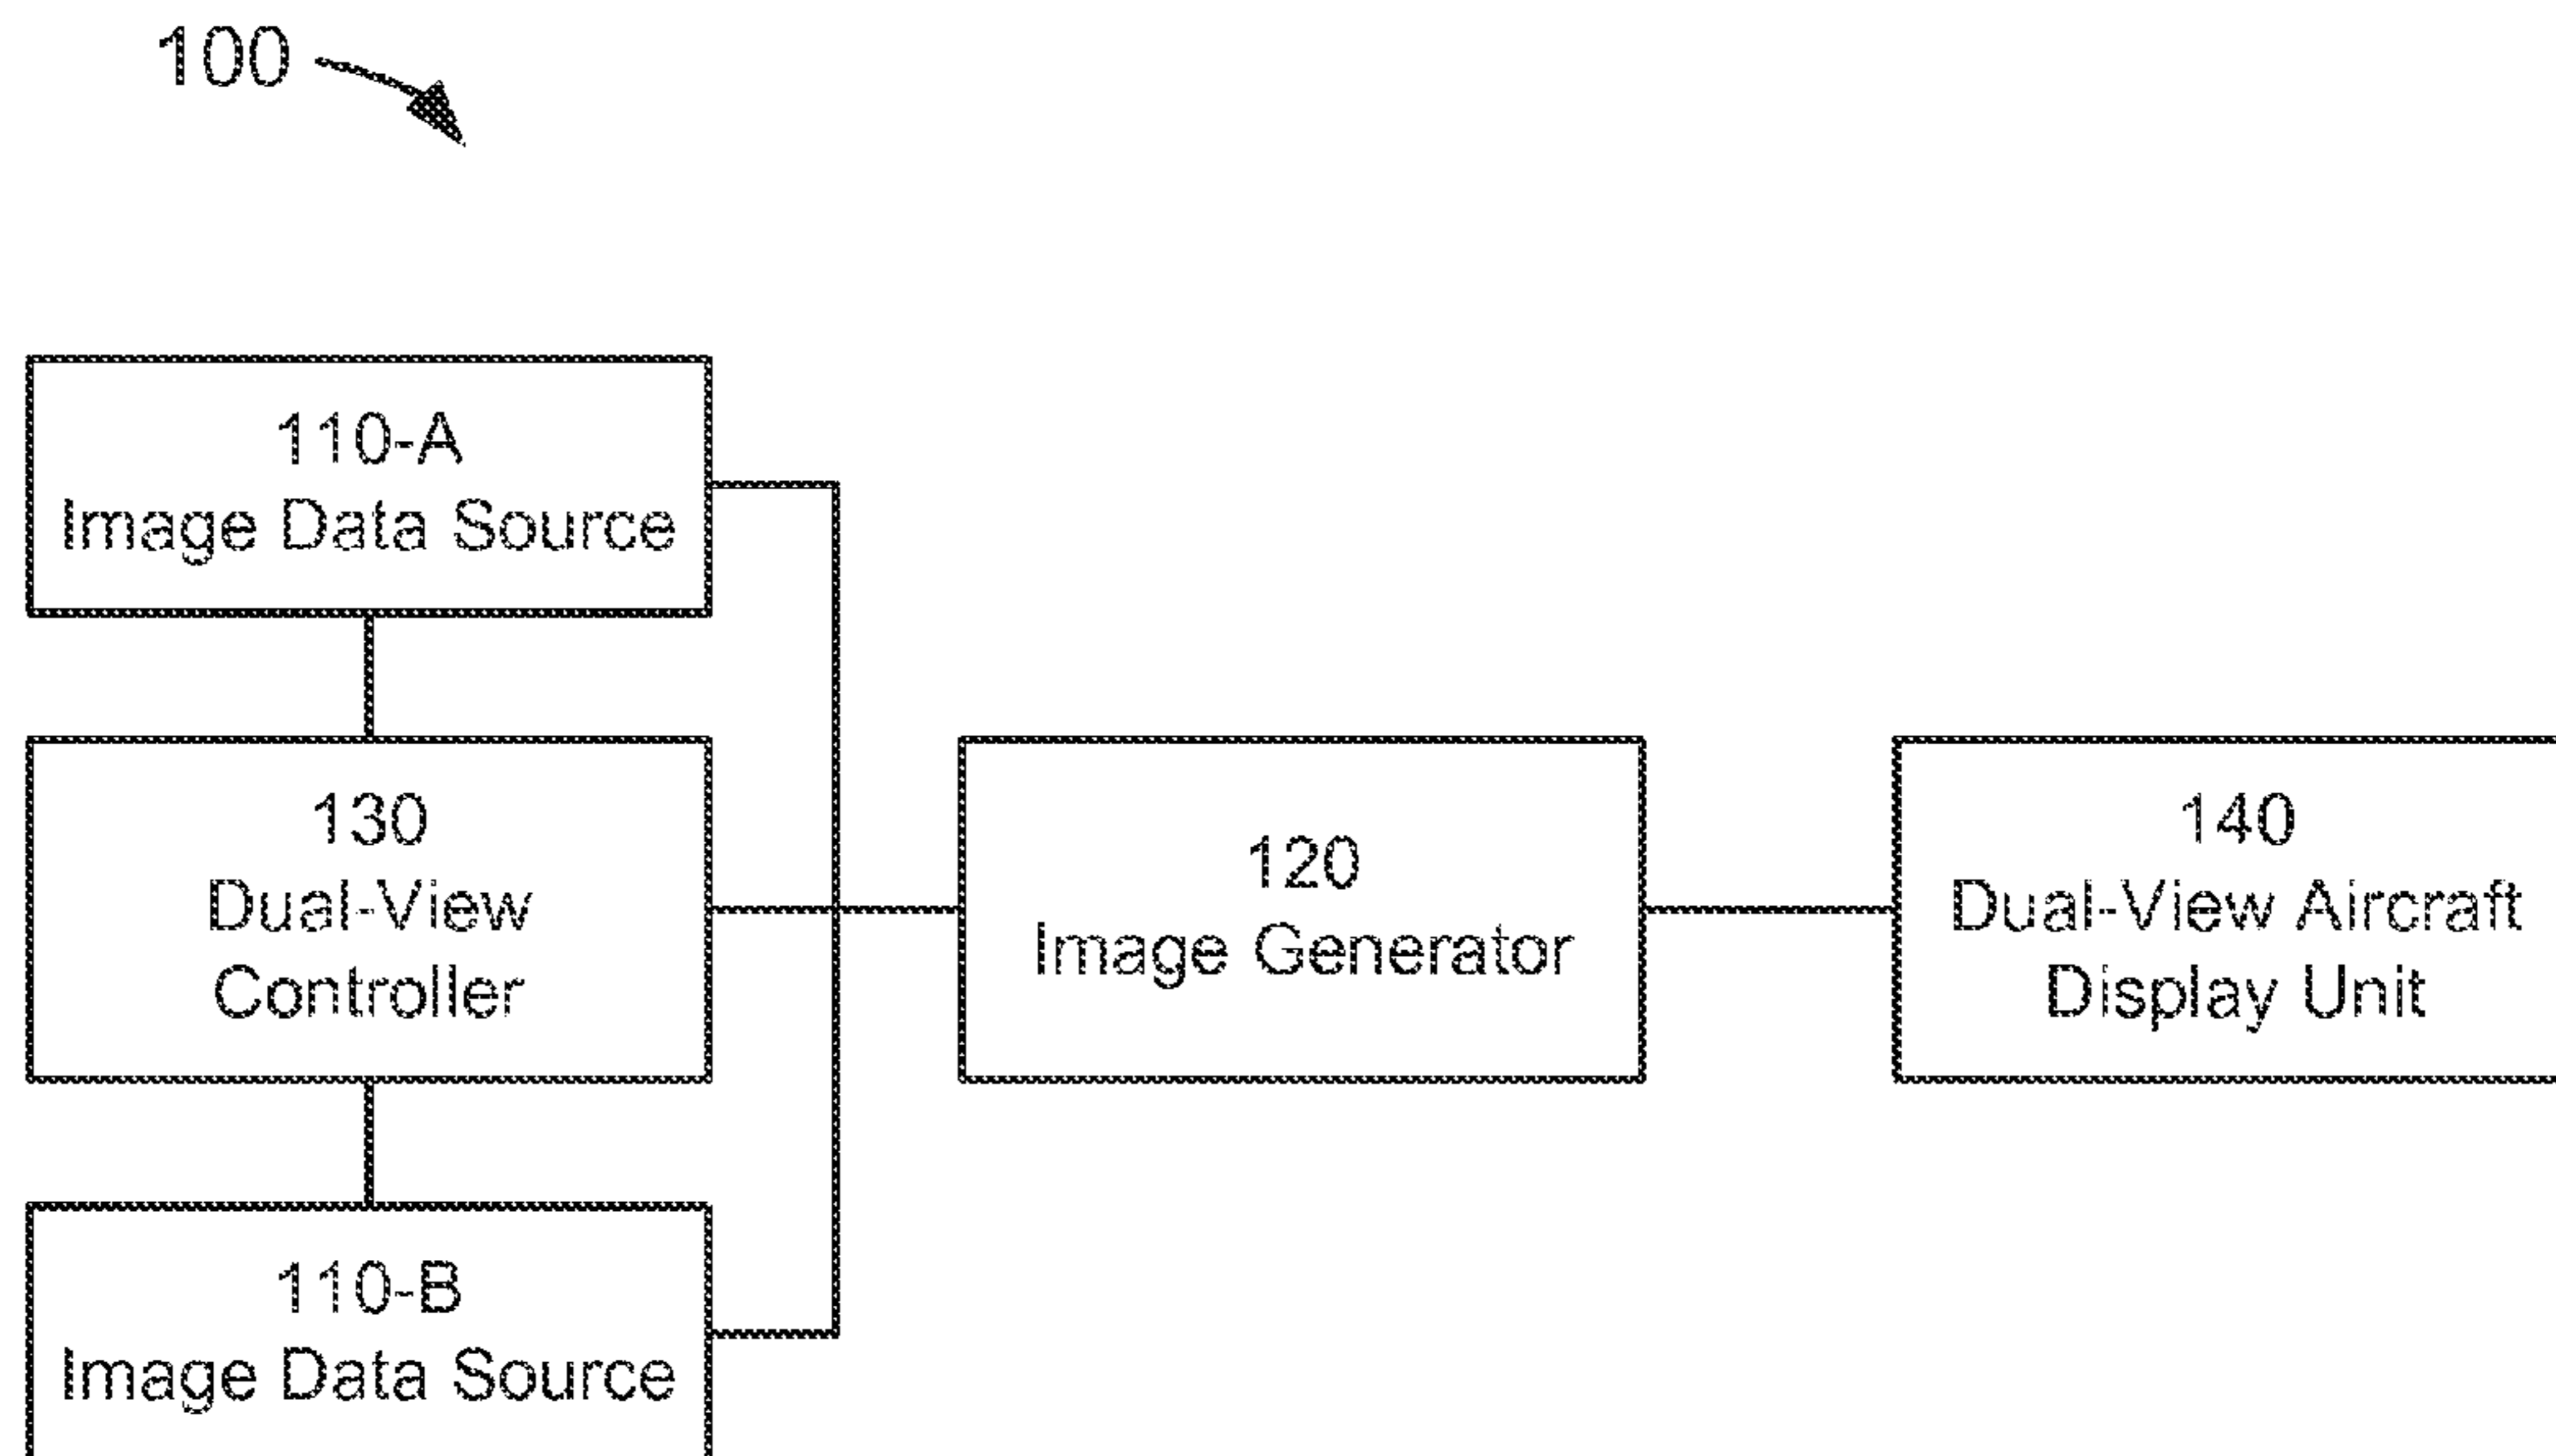 100
110-A
Image Data Source
130
Dual-View
Controller
120
Image Generator
140
Dual-View Aircraft
Display Unit
110-B
Image Data Source